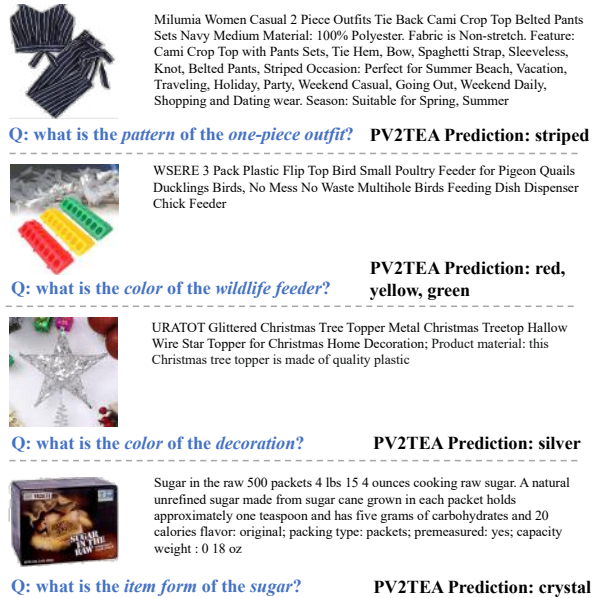 Milumia Women Casual 2 Piece Outfits Tie Back Cami Crop Top Belted Pants
Sets Navy Medium Material: 100% Polyester. Fabric is Non-stretch. Feature:
Cami Crop Top with Pants Sets, Tie Hem, Bow, Spaghetti Strap, Sleeveless,
Knot, Belted Pants, Striped Occasion: Perfect for Summer Beach, Vacation,
Traveling, Holiday, Party, Weekend Casual, Going Out, Weekend Daily,
Shopping and Dating wear. Season: Suitable for Spring, Summer
Q: what is the pattern of the one-piece outfit? PV2TEA Prediction: striped
WSERE 3 Pack Plastic Flip Top Bird Small Poultry Feeder for Pigeon Quails
Ducklings Birds, No Mess No Waste Multihole Birds Feeding Dish Dispenser
Chick Feeder
Q: what is the color of the wildlife feeder?
PV2TEA Prediction: red,
yellow, green
URATOT Glittered Christmas Tree Topper Metal Christmas Treetop Hallow
Wire Star Topper for Christmas Home Decoration; Product material: this
Christmas tree topper is made of quality plastic
Q: what is the color of the decoration? PV2TEA Prediction: silver
Sugar in the raw 500 packets 4 lbs 15 4 ounces cooking raw sugar. A natural
unrefined sugar made from sugar cane grown in each packet holds
approximately one teaspoon and has five grams of carbohydrates and 20
calories flavor: original; packing type: packets; premeasured: yes; capacity
weight : 0 18 oz
SUGAR
IN THE
RAW
Q: what is the item form of the sugar? PV2TEA Prediction: crystal